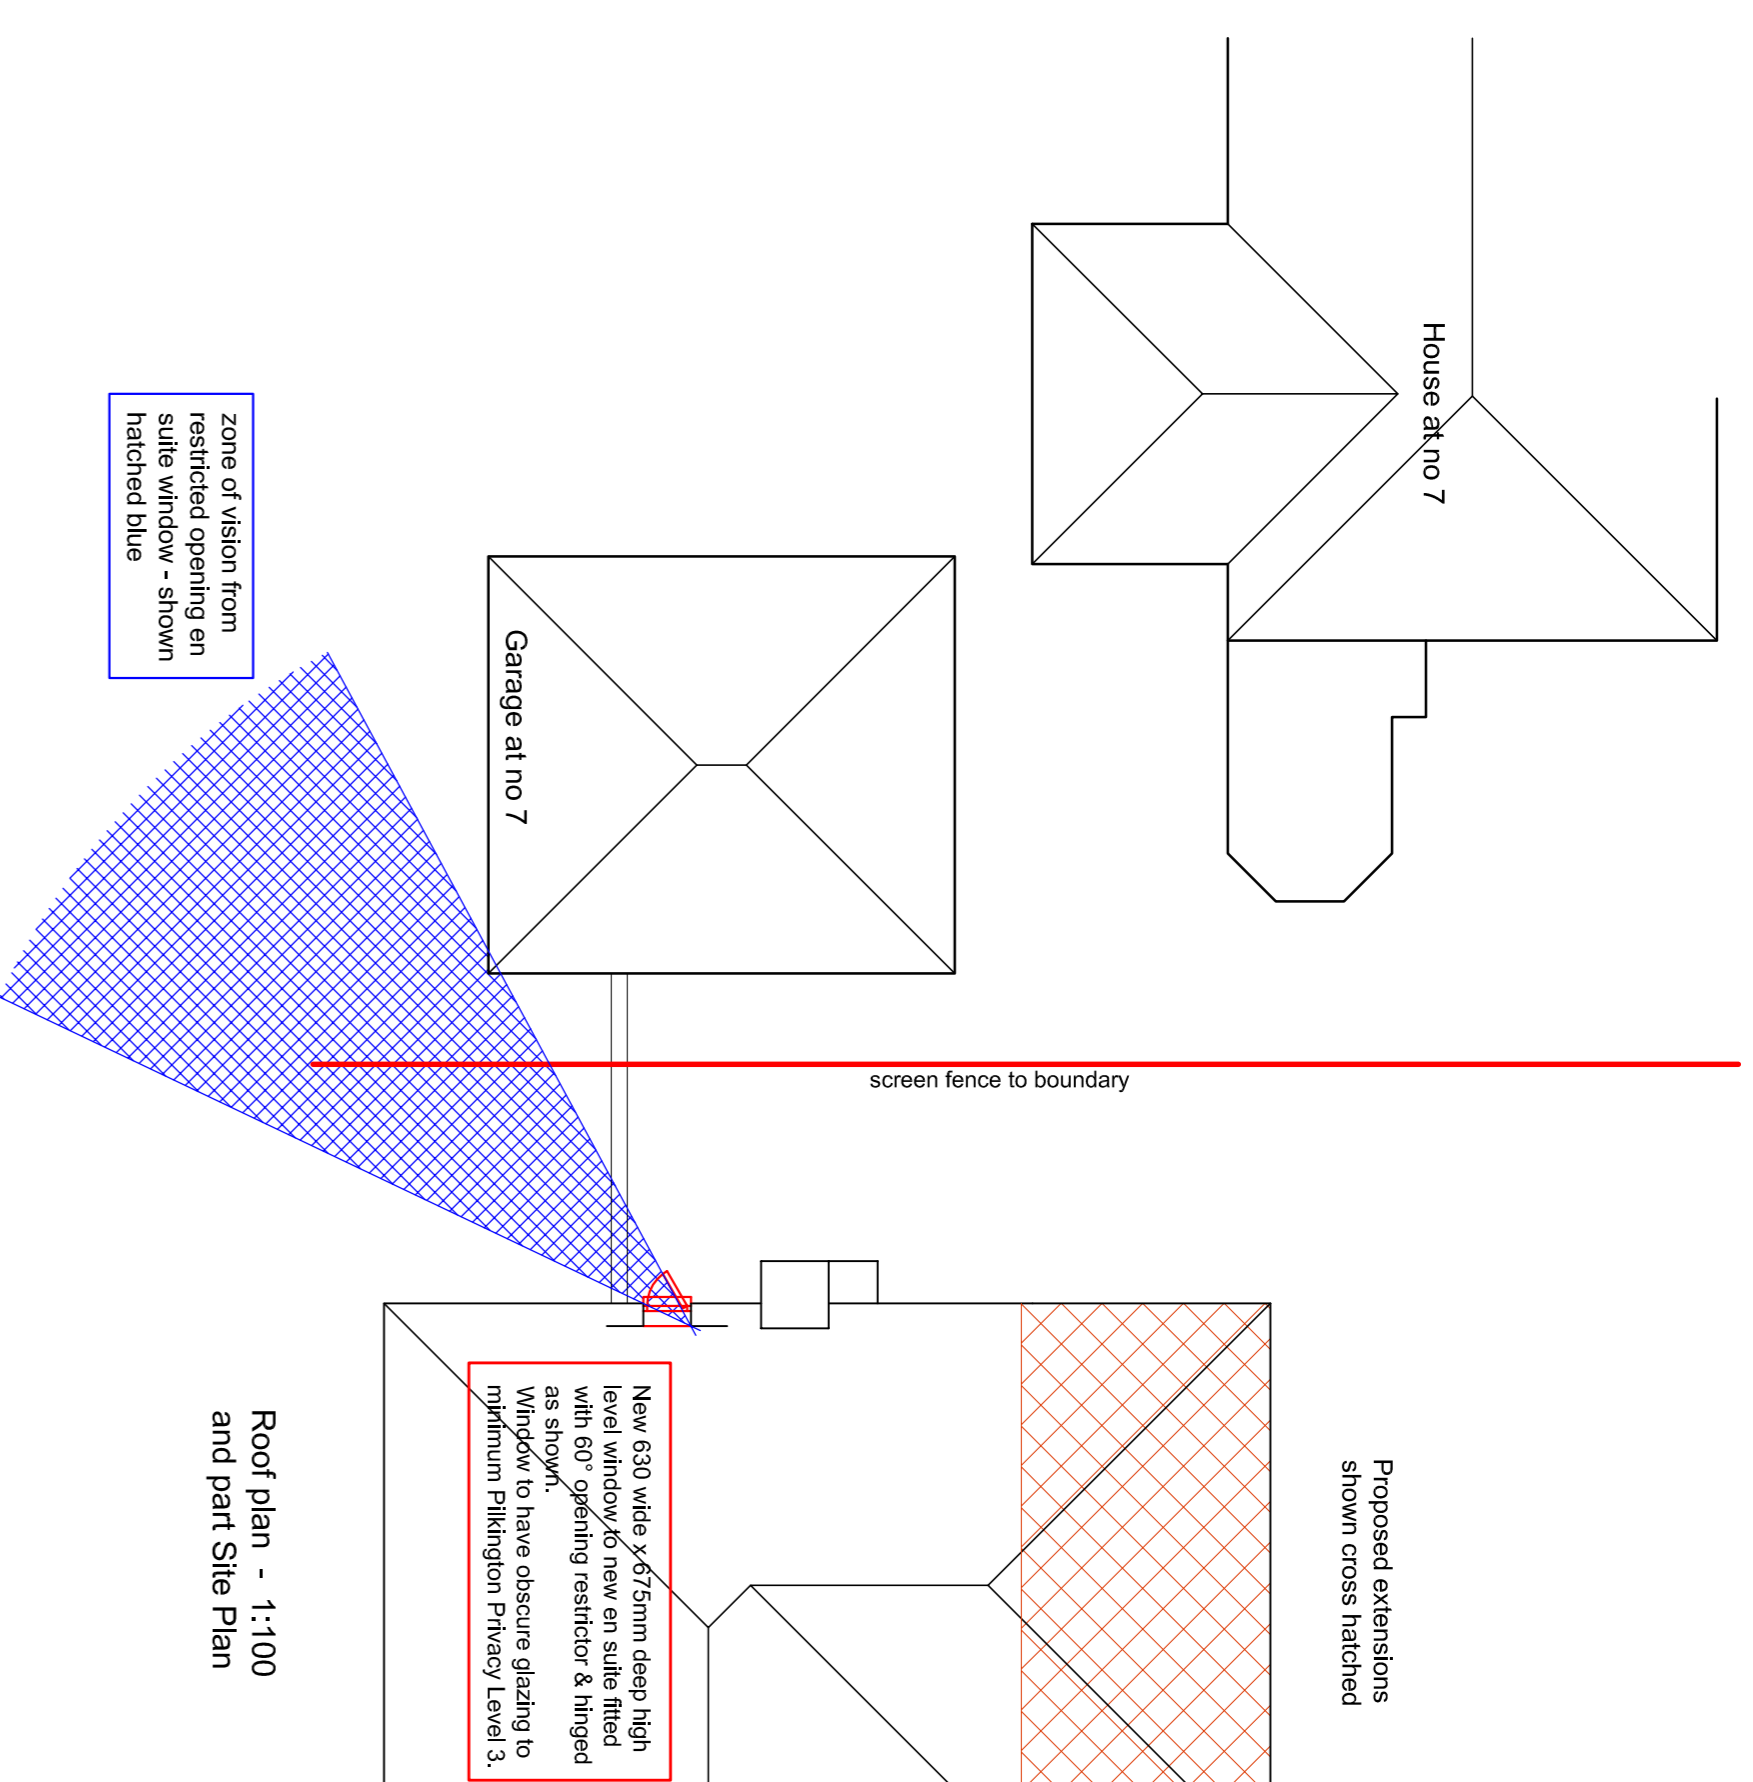 House at no 7
Garage at no 7
zone of vision from
restricted opening en
suite window - shown
hatched blue
screen fence to boundary
Proposed extensions
shown cross hatched
New 630 wide x 675mm deep high
level window to new en suite fitted
with 60° opening restrictor & hinged
as shown.
Window to have obscure glazing to
minimum Pilkington Privacy Level 3.
Roof plan - 1:100
and part Site Plan